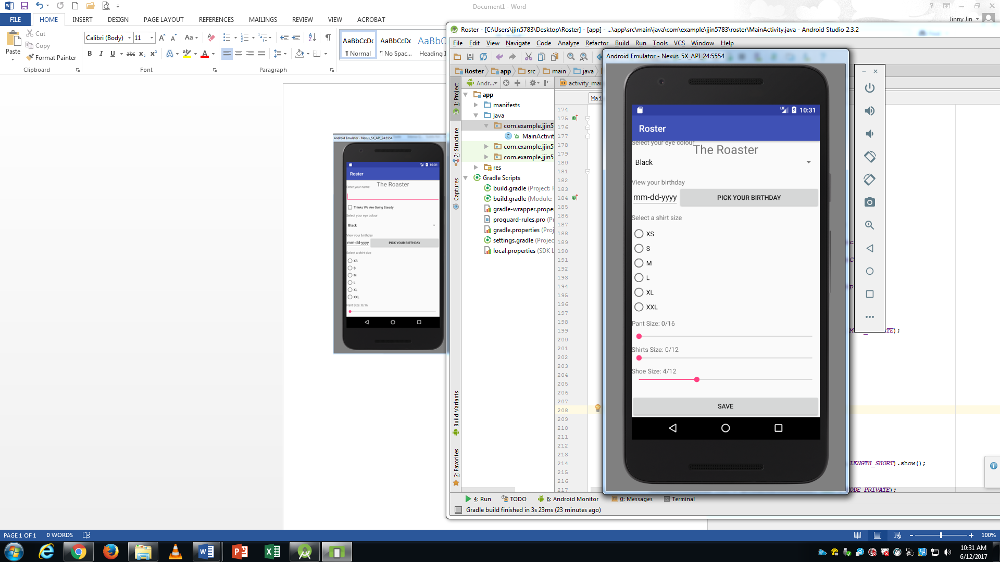 Document1 - Word
FILE HOME INSERT DESIGN PAGE LAYOUT REFERENCES MAILINGS REVIEW VIEW ACROBAT
Jinny Jin
Paste
Cut
Copy
Format Painter
Clipboard
Calibri (Body) 11
Font
Paragraph
AaBbCcDc AaBbCcDc AaBbCc
¶ Normal ¶ No Spac... Heading 1
Android Emulator - Nexus_5X_API_24:5554
10:31
Roster
The Roaster
Enter your name:
Thinks We Are Going Steady
Select your eye colour
Black
View your birthday
mm-dd-yyyy PICK YOUR BIRTHDAY
Select a shirt size
XS
S
M
L
XL
XXL
Pant Size: 0/16
Roster - [C:\Users\jjin5783\Desktop\Roster] - [app] - ...\app\src\main\java\com\example\jjin5783\roster\MainActivity.java - Android Studio 2.3.2
File Edit View Navigate Code Analyze Refactor Build Run Tools VCS Window Help
Roster app src main java
Andr...
activity_mai
Mai
1: Project
7: Structure
Captures
Build Variants
2: Favorites
app
manifests
java
com.example.jjin5
MainActivit
com.example.jjin5
com.example.jjin5
res
Gradle Scripts
build.gradle (Project: R
build.gradle (Module:
gradle-wrapper.proper
proguard-rules.pro (Pr
gradle.properties (Proj
settings.gradle (Projec
local.properties (SDK L
174
175
176
177
178
179
180
181
182
183
184
185
186
187
188
189
190
191
192
193
194
195
196
197
198
199
200
201
202
203
204
205
206
207
208
209
210
211
212
213
214
215
216
217
LENGTH_SHORT).show();
ODE_PRIVATE);
Android Emulator - Nexus_5X_API_24:5554
10:31
Roster
Select your eye colour
The Roaster
Black
View your birthday
mm-dd-yyyy PICK YOUR BIRTHDAY
Select a shirt size
XS
S
M
L
XL
XXL
Pant Size: 0/16
Shirts Size: 0/12
Shoe Size: 4/12
SAVE
4: Run TODO 6: Android Monitor 0: Messages Terminal
Gradle build finished in 3s 23ms (23 minutes ago)
PAGE 1 OF 1 0 WORDS 100%
10:31 AM
6/12/2017